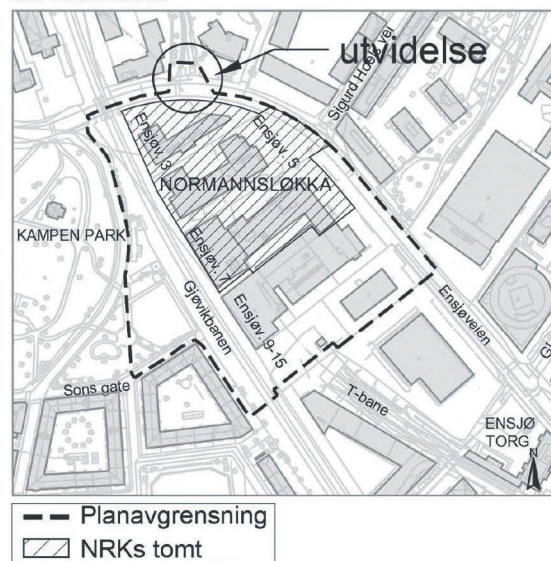 utvidelse
Sigurd Hoels vei
Ensjøv. 3
Ensjøv. 5
NORMANNSLØKKA
KAMPEN PARK
Ensjøv. 7
Gjøvikbanen
Ensjøv. 9-15
Ensjøveien
Sons gate
T-bane
ENSJØ
TORG
N
Planavgrensning
NRKs tomt